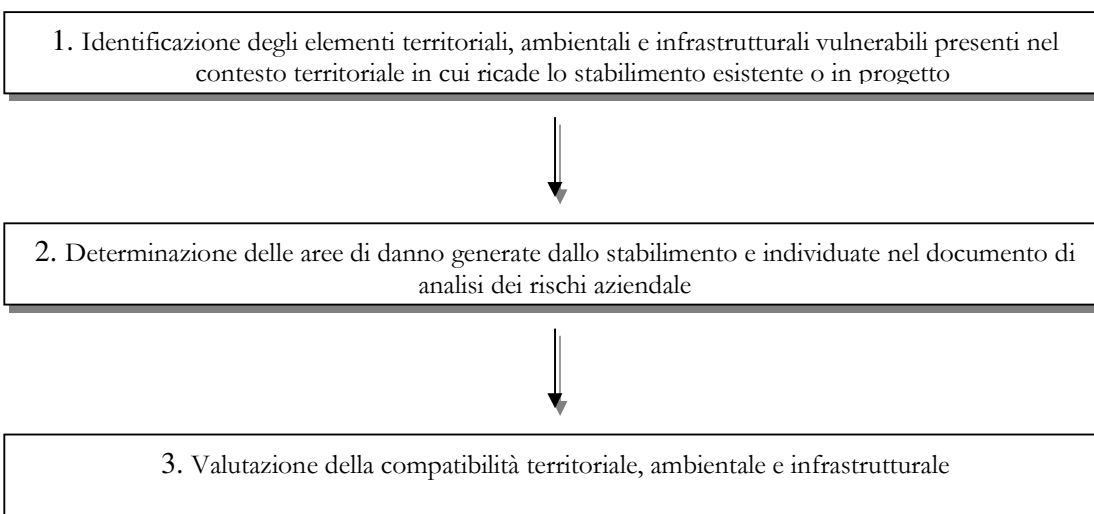 1. Identificazione degli elementi territoriali, ambientali e infrastrutturali vulnerabili presenti nel
contesto territoriale in cui ricade lo stabilimento esistente o in progetto
2. Determinazione delle aree di danno generate dallo stabilimento e individuate nel documento di
analisi dei rischi aziendale
3. Valutazione della compatibilità territoriale, ambientale e infrastrutturale